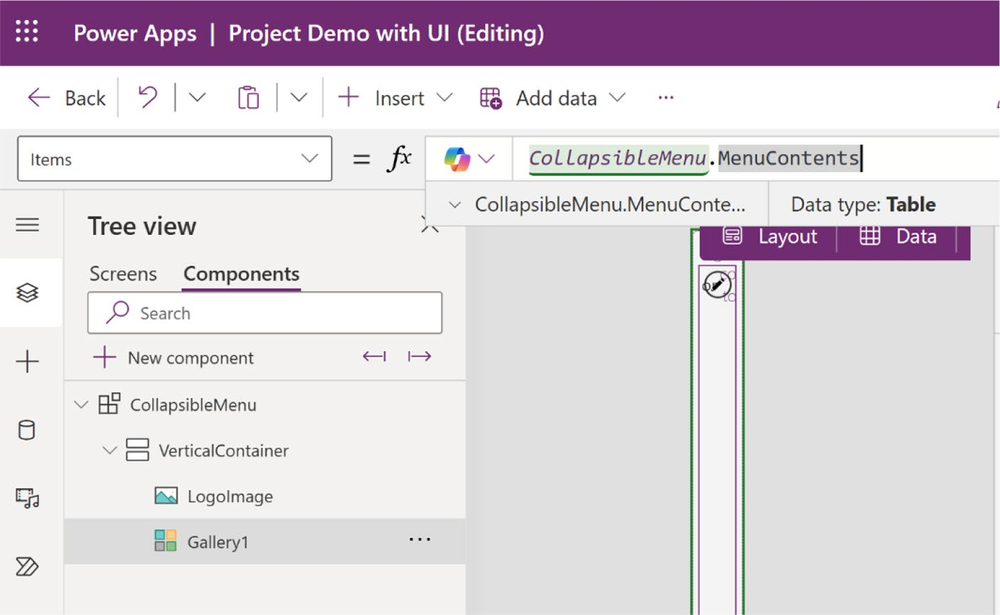 Power Apps | Project Demo with UI (Editing)
Back
Insert
Add data
...
Items
= fx
CollapsibleMenu.MenuContents
CollapsibleMenu.MenuConte...
Data type: Table
Tree view
Layout
Data
Screens
Components
Search
New component
CollapsibleMenu
VerticalContainer
LogoImage
Gallery1
...